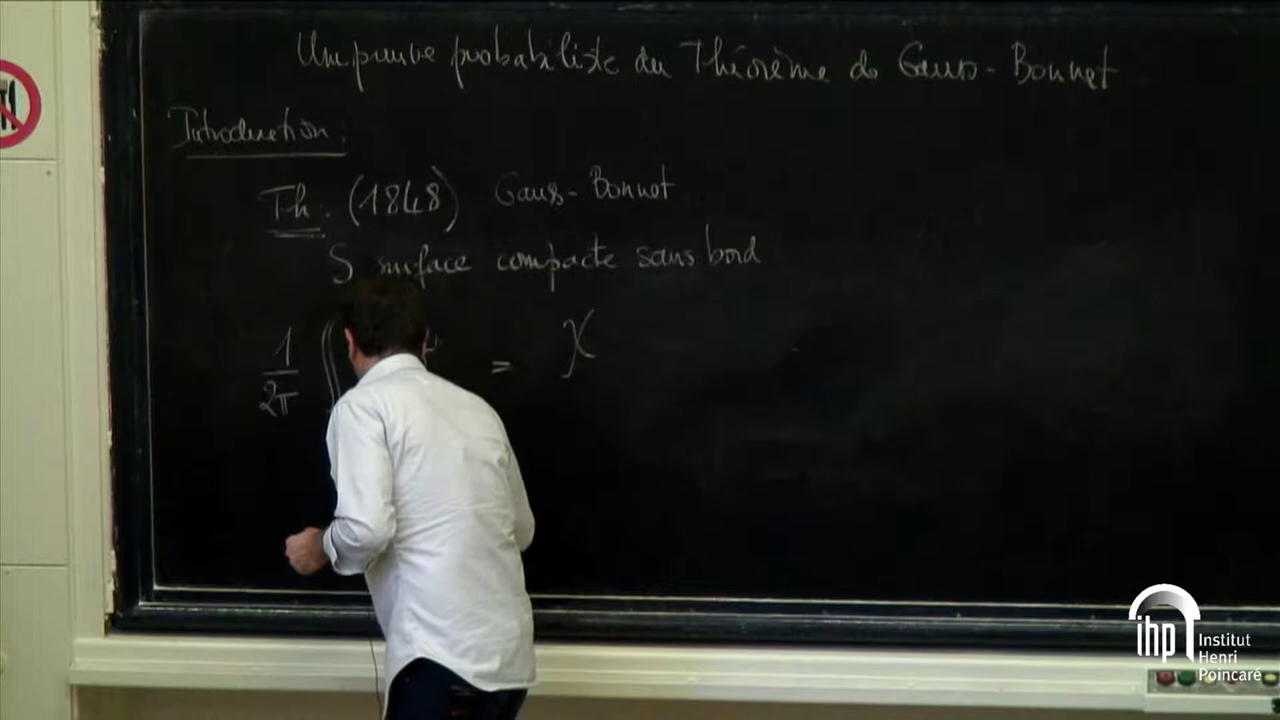 Une preuve probabiliste du Théorème de Gauss-Bonnet
Introduction:
Th: (1848) Gauss-Bonnet
S surface compacte sans bord
1/2π ∫ = χ
ihp Institut Henri Poincaré